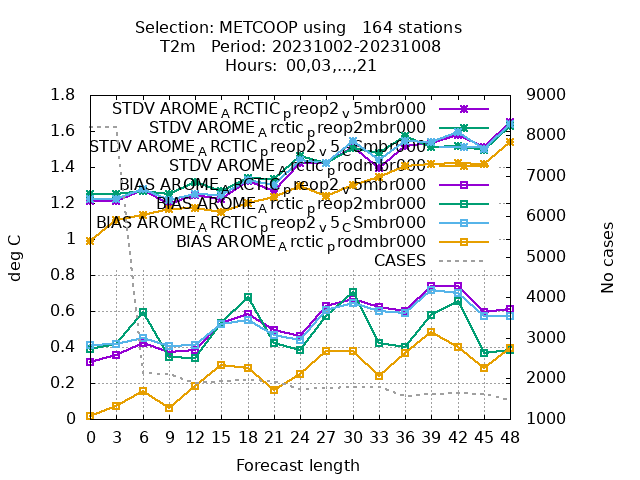 Selection: METCOOP using   164 stations
T2m   Period: 20231002-20231008
Hours: 00,03,...,21
STDV AROME_ARCTIC_preop2_v5mbr000
STDV AROME_Arctic_preop2mbr000
STDV AROME_ARCTIC_preop2_v5_CSmbr000
STDV AROME_Arctic_prodmbr000
BIAS AROME_ARCTIC_preop2_v5mbr000
BIAS AROME_Arctic_preop2mbr000
BIAS AROME_ARCTIC_preop2_v5_CSmbr000
BIAS AROME_Arctic_prodmbr000
CASES
deg C
1.8
1.6
1.4
1.2
1
0.8
0.6
0.4
0.2
0
9000
8000
7000
6000
5000
4000
3000
2000
1000
No cases
0 3 6 9 12 15 18 21 24 27 30 33 36 39 42 45 48
Forecast length